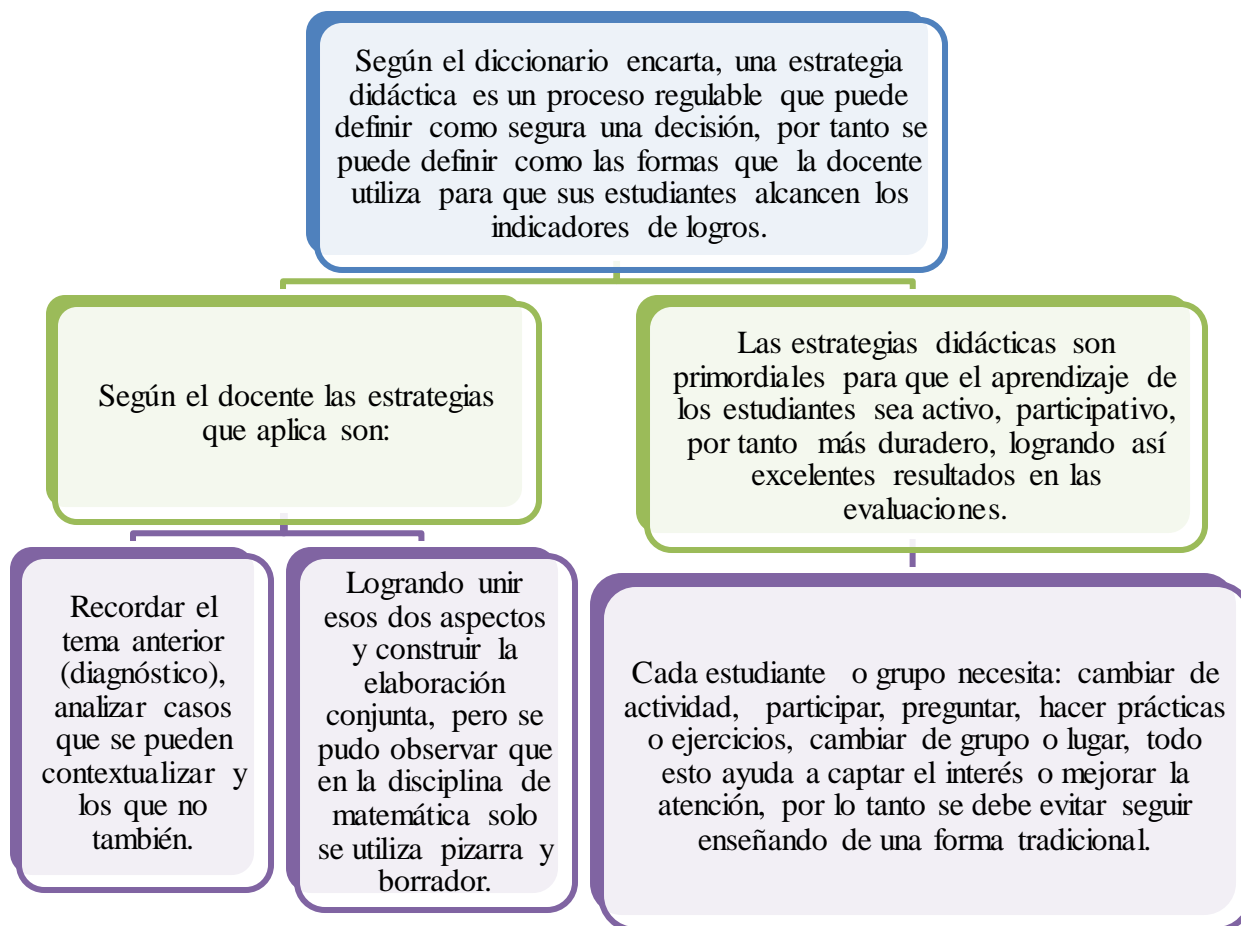 Según el diccionario encarta, una estrategia
didáctica es un proceso regulable que puede
definir como segura una decisión, por tanto se
puede definir como las formas que la docente
utiliza para que sus estudiantes alcancen los
indicadores de logros.
Según el docente las estrategias
que aplica son:
Las estrategias didácticas son
primordiales para que el aprendizaje de
los estudiantes sea activo, participativo,
por tanto más duradero, logrando así
excelentes resultados en las
evaluaciones.
Recordar el
tema anterior
(diagnóstico),
analizar casos
que se pueden
contextualizar y
los que no
también.
Logrando unir
esos dos aspectos
y construir la
elaboración
conjunta, pero se
pudo observar que
en la disciplina de
matemática solo
se utiliza pizarra y
borrador.
Cada estudiante o grupo necesita: cambiar de
actividad, participar, preguntar, hacer prácticas
o ejercicios, cambiar de grupo o lugar, todo
esto ayuda a captar el interés o mejorar la
atención, por lo tanto se debe evitar seguir
enseñando de una forma tradicional.